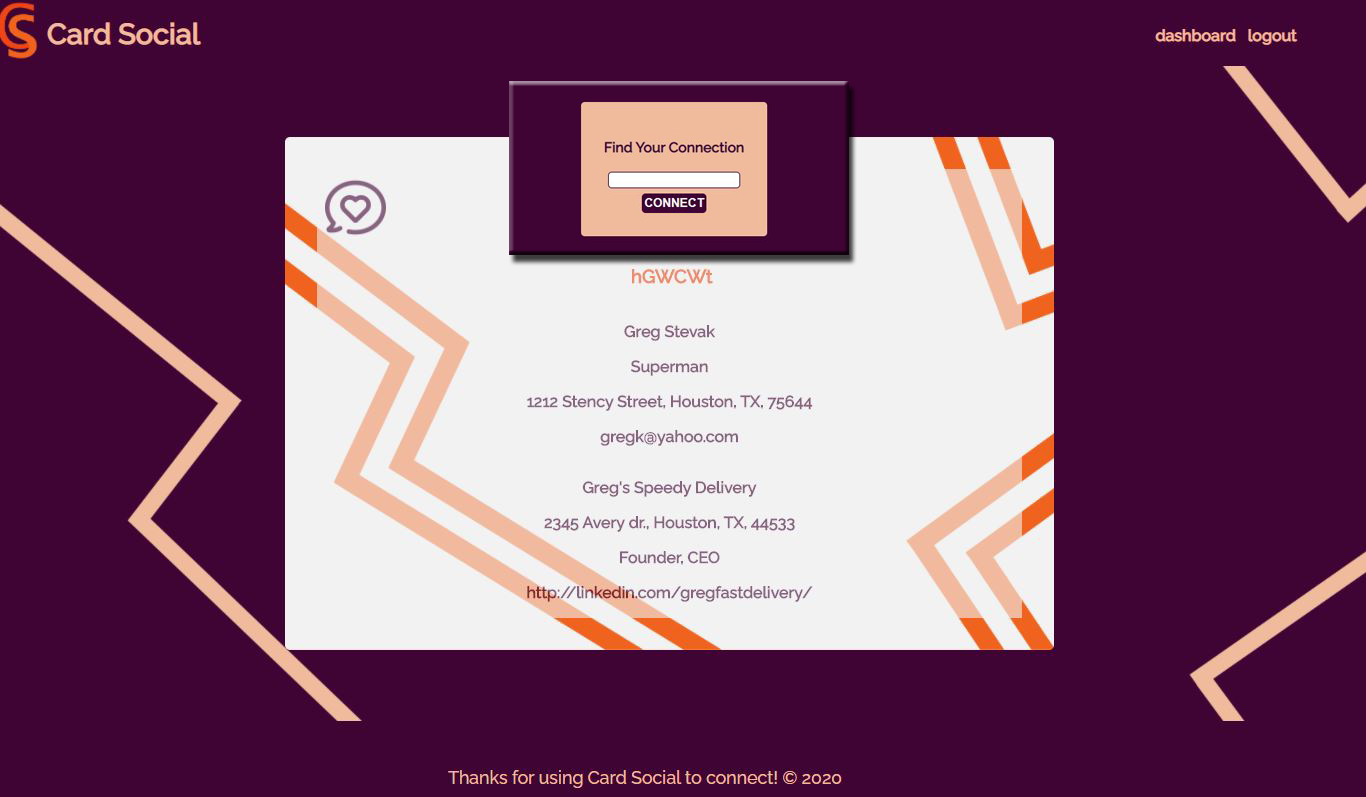 Card Social
dashboard logout
Find Your Connection
CONNECT
hGWCWt
Greg Stevak
Superman
1212 Stency Street, Houston, TX, 75644
gregk@yahoo.com
Greg's Speedy Delivery
2345 Avery dr., Houston, TX, 44533
Founder, CEO
http://linkedin.com/gregfastdelivery/
Thanks for using Card Social to connect! © 2020